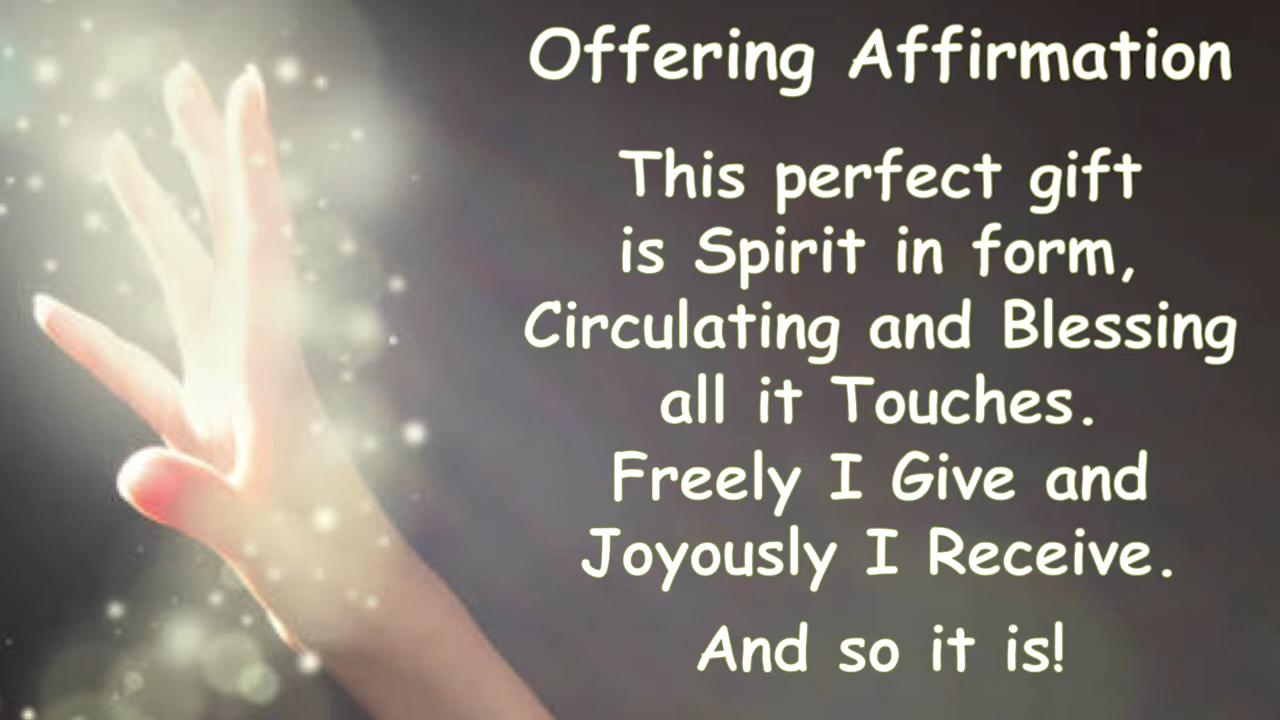 Offering Affirmation
This perfect gift
is Spirit in form,
Circulating and Blessing
all it Touches.
Freely I Give and
Joyously I Receive.
And so it is!